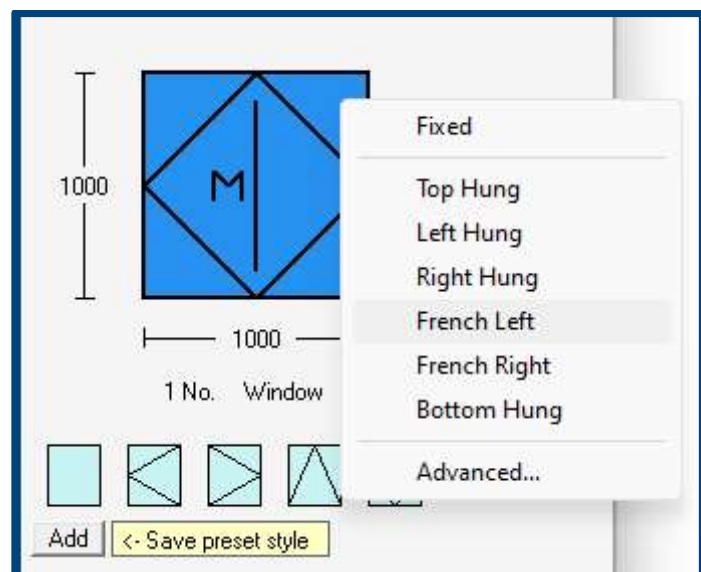 1000
M
1000
1 No. Window
Fixed
Top Hung
Left Hung
Right Hung
French Left
French Right
Bottom Hung
Advanced...
Add
<- Save preset style